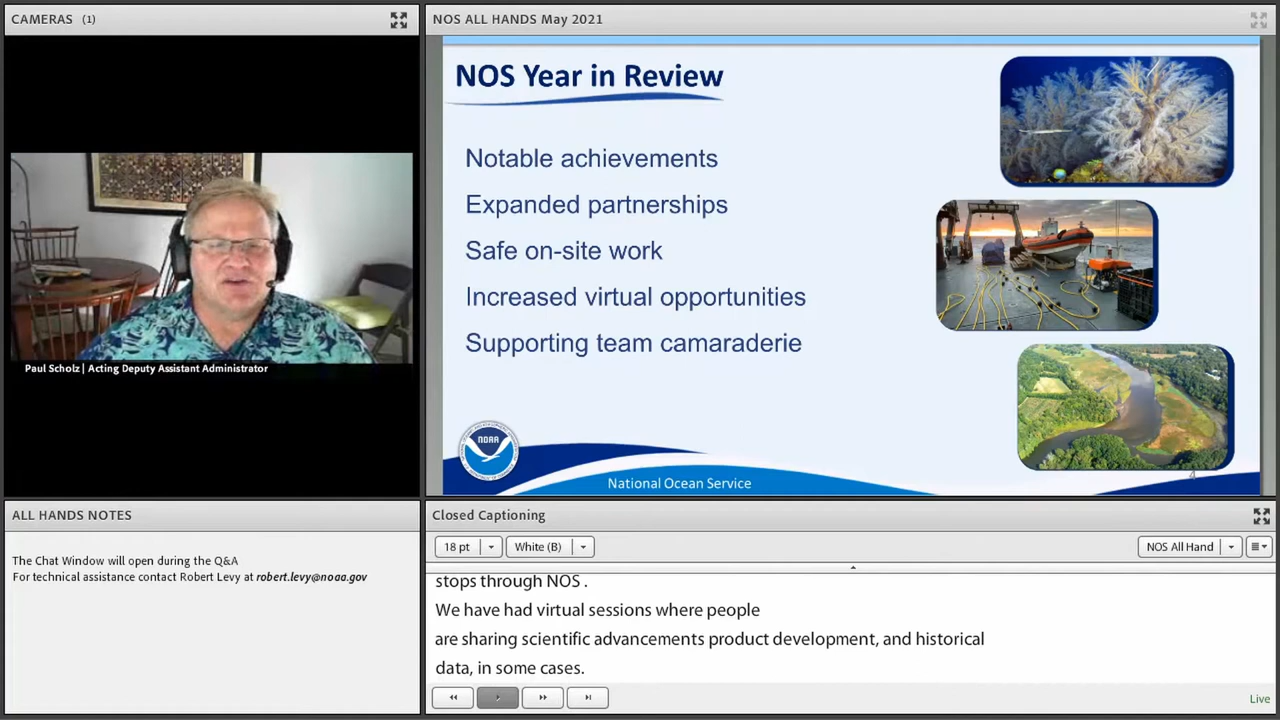 CAMERAS (1)
Paul Scholz | Acting Deputy Assistant Administrator
NOS ALL HANDS May 2021
NOS Year in Review
Notable achievements
Expanded partnerships
Safe on-site work
Increased virtual opportunities
Supporting team camaraderie
NOAA
National Ocean Service
4
ALL HANDS NOTES
The Chat Window will open during the Q&A
For technical assistance contact Robert Levy at robert.levy@noaa.gov
Closed Captioning
18 pt
White (B)
NOS All Hand
stops through NOS .
We have had virtual sessions where people
are sharing scientific advancements product development, and historical
data, in some cases.
Live